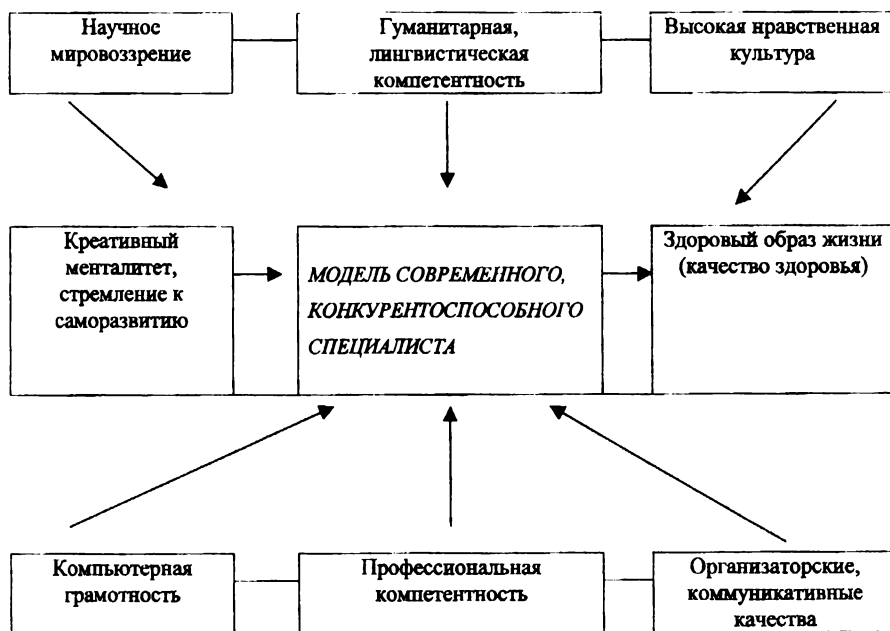 Научное
мировоззрение
Гуманитарная,
лингвистическая
компетентность
Высокая нравственная
культура
Креативный
менталитет,
стремление к
саморазвитию
МОДЕЛЬ СОВРЕМЕННОГО,
КОНКУРЕНТОСПОСОБНОГО
СПЕЦИАЛИСТА
Здоровый образ жизни
(качество здоровья)
Компьютерная
грамотность
Профессиональная
компетентность
Организаторские,
коммуникативные
качества